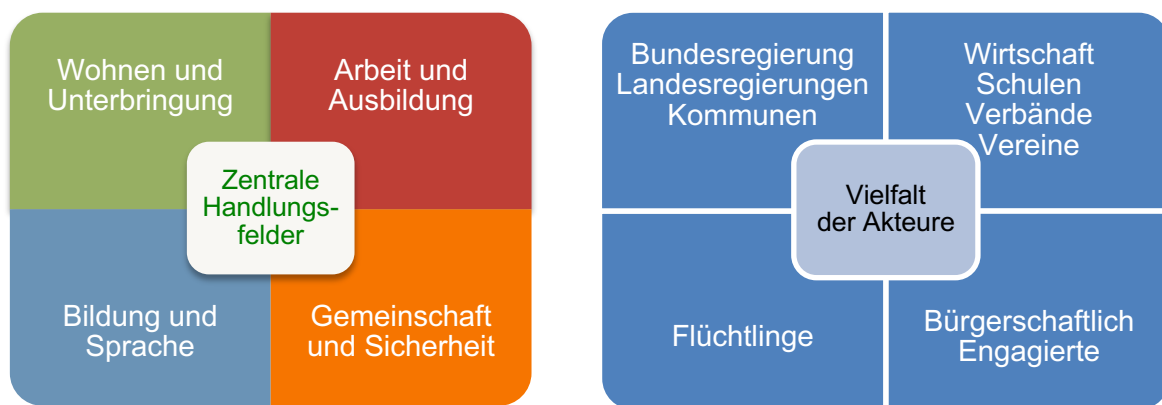 Wohnen und
Unterbringung
Arbeit und
Ausbildung
Zentrale
Handlungs-
felder
Bildung und
Sprache
Gemeinschaft
und Sicherheit
Bundesregierung
Landesregierungen
Kommunen
Wirtschaft
Schulen
Verbände
Vereine
Vielfalt
der Akteure
Flüchtlinge
Bürgerschaftlich
Engagierte